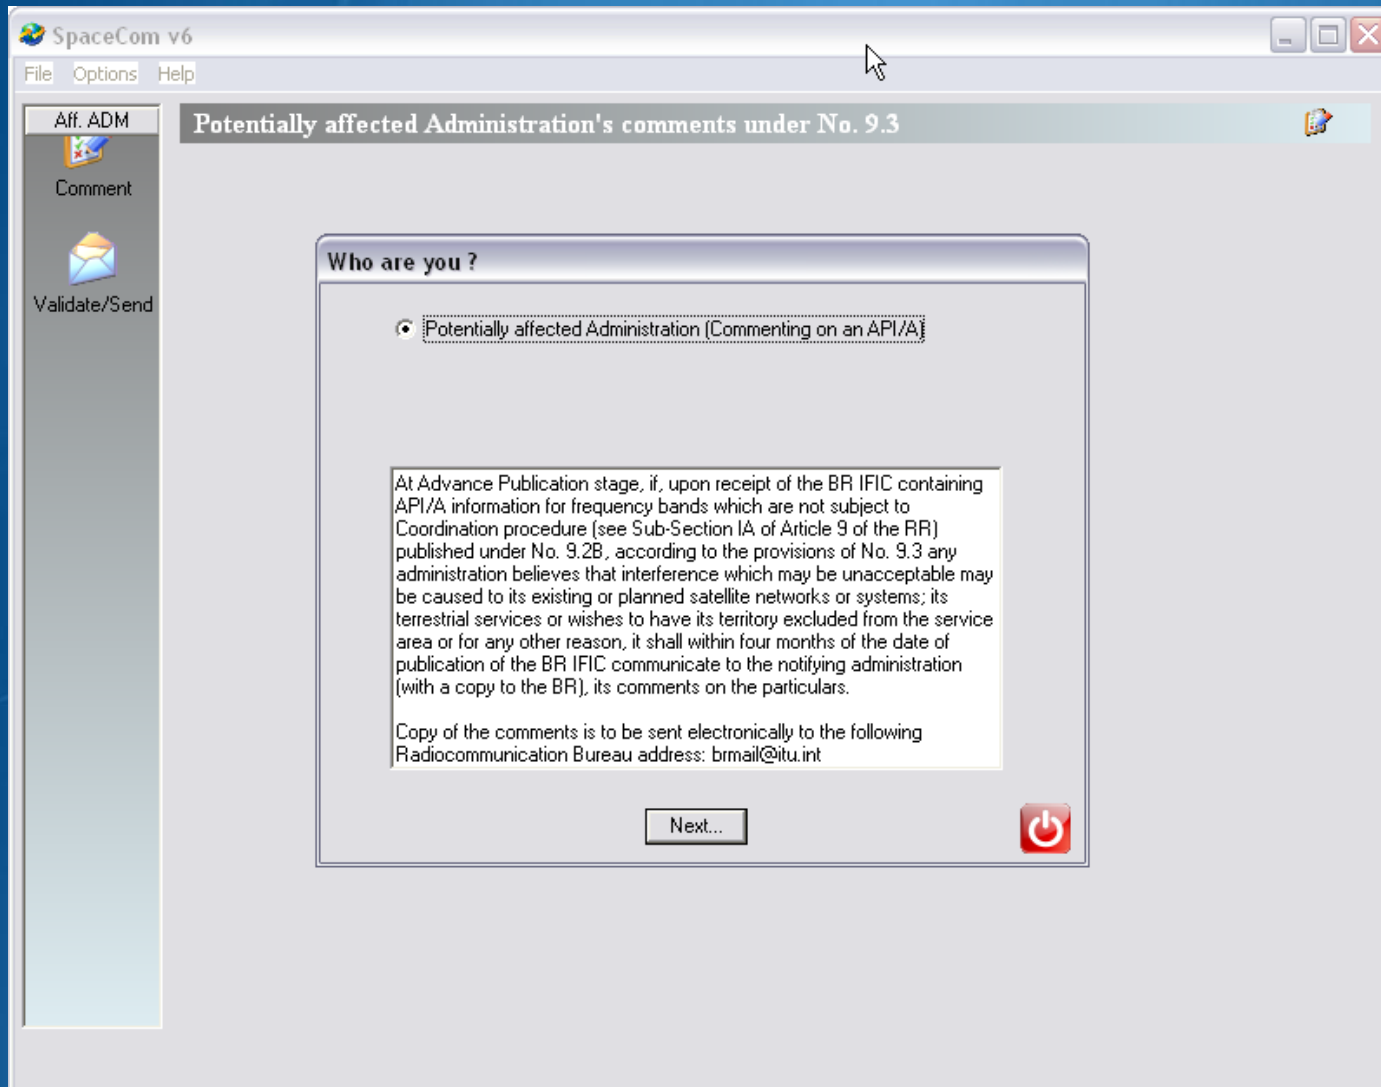 SpaceCom v6
File Options Help
Aff. ADM
Comment
Validate/Send
Potentially affected Administration's comments under No. 9.3
Who are you ?
Potentially affected Administration (Commenting on an API/A)
At Advance Publication stage, if, upon receipt of the BR IFIC containing
API/A information for frequency bands which are not subject to
Coordination procedure (see Sub-Section IA of Article 9 of the RR)
published under No. 9.2B, according to the provisions of No. 9.3 any
administration believes that interference which may be unacceptable may
be caused to its existing or planned satellite networks or systems; its
terrestrial services or wishes to have its territory excluded from the service
area or for any other reason, it shall within four months of the date of
publication of the BR IFIC communicate to the notifying administration
(with a copy to the BR), its comments on the particulars.
Copy of the comments is to be sent electronically to the following
Radiocommunication Bureau address: brmail@itu.int
Next...